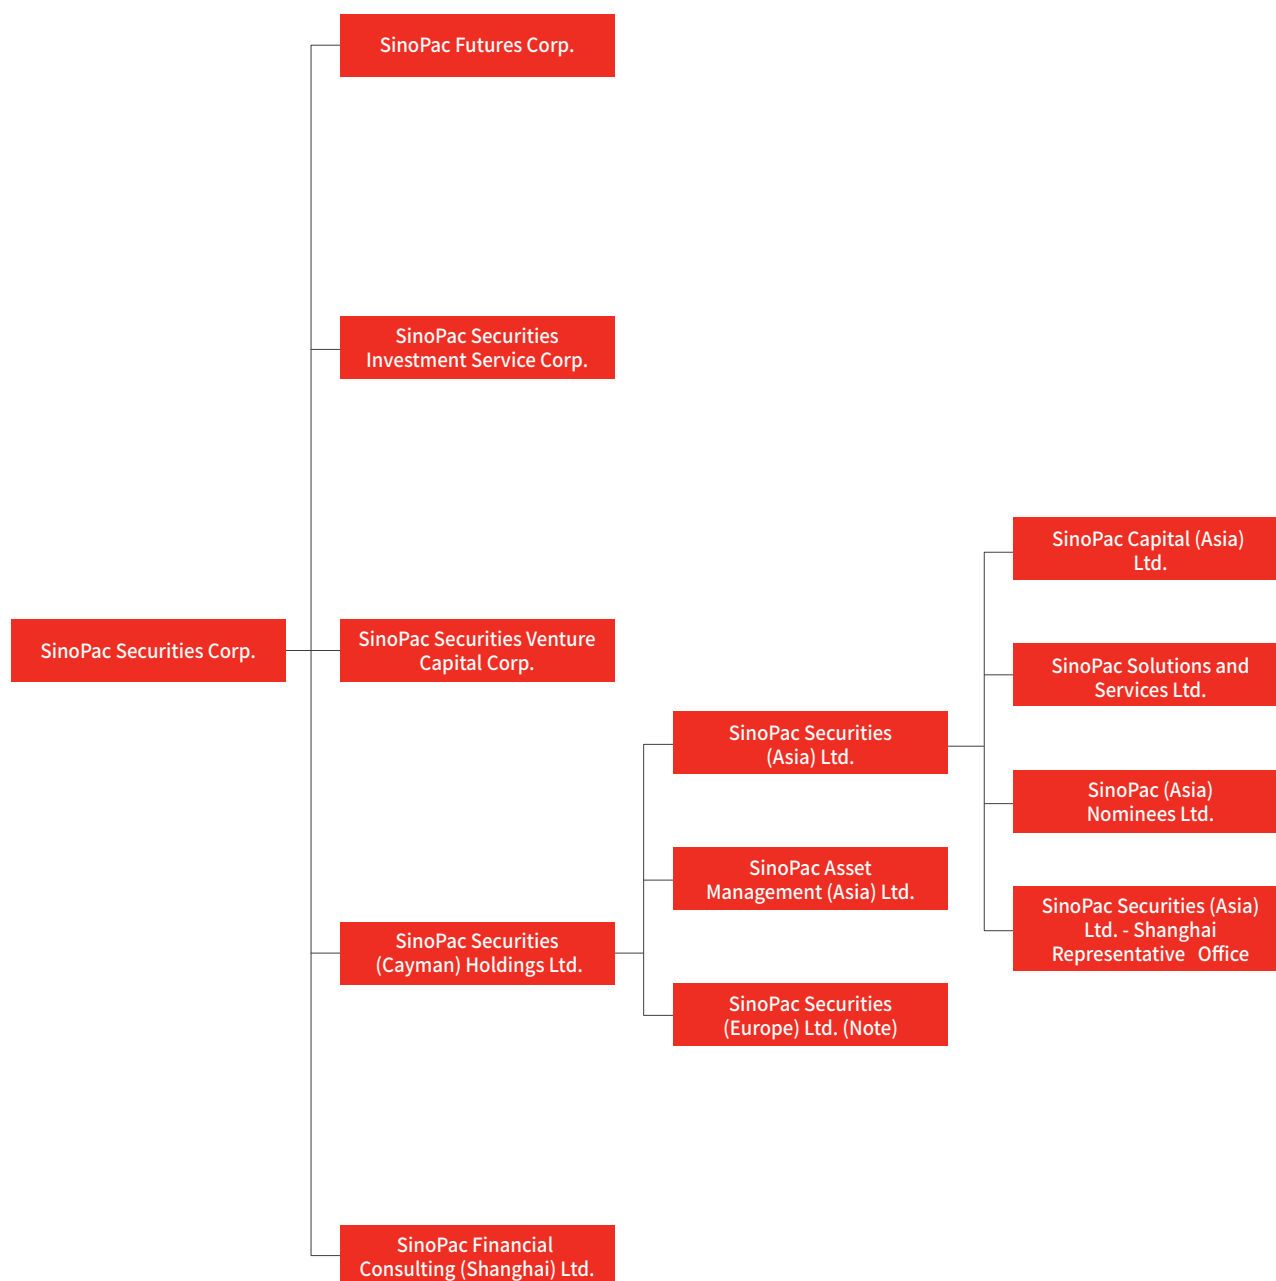 SinoPac Futures Corp.
SinoPac Securities
Investment Service Corp.
SinoPac Securities Corp.
SinoPac Securities Venture
Capital Corp.
SinoPac Securities
(Cayman) Holdings Ltd.
SinoPac Financial
Consulting (Shanghai) Ltd.
SinoPac Securities
(Asia) Ltd.
SinoPac Asset
Management (Asia) Ltd.
SinoPac Securities
(Europe) Ltd. (Note)
SinoPac Capital (Asia)
Ltd.
SinoPac Solutions and
Services Ltd.
SinoPac (Asia)
Nominees Ltd.
SinoPac Securities (Asia)
Ltd. - Shanghai
Representative Office